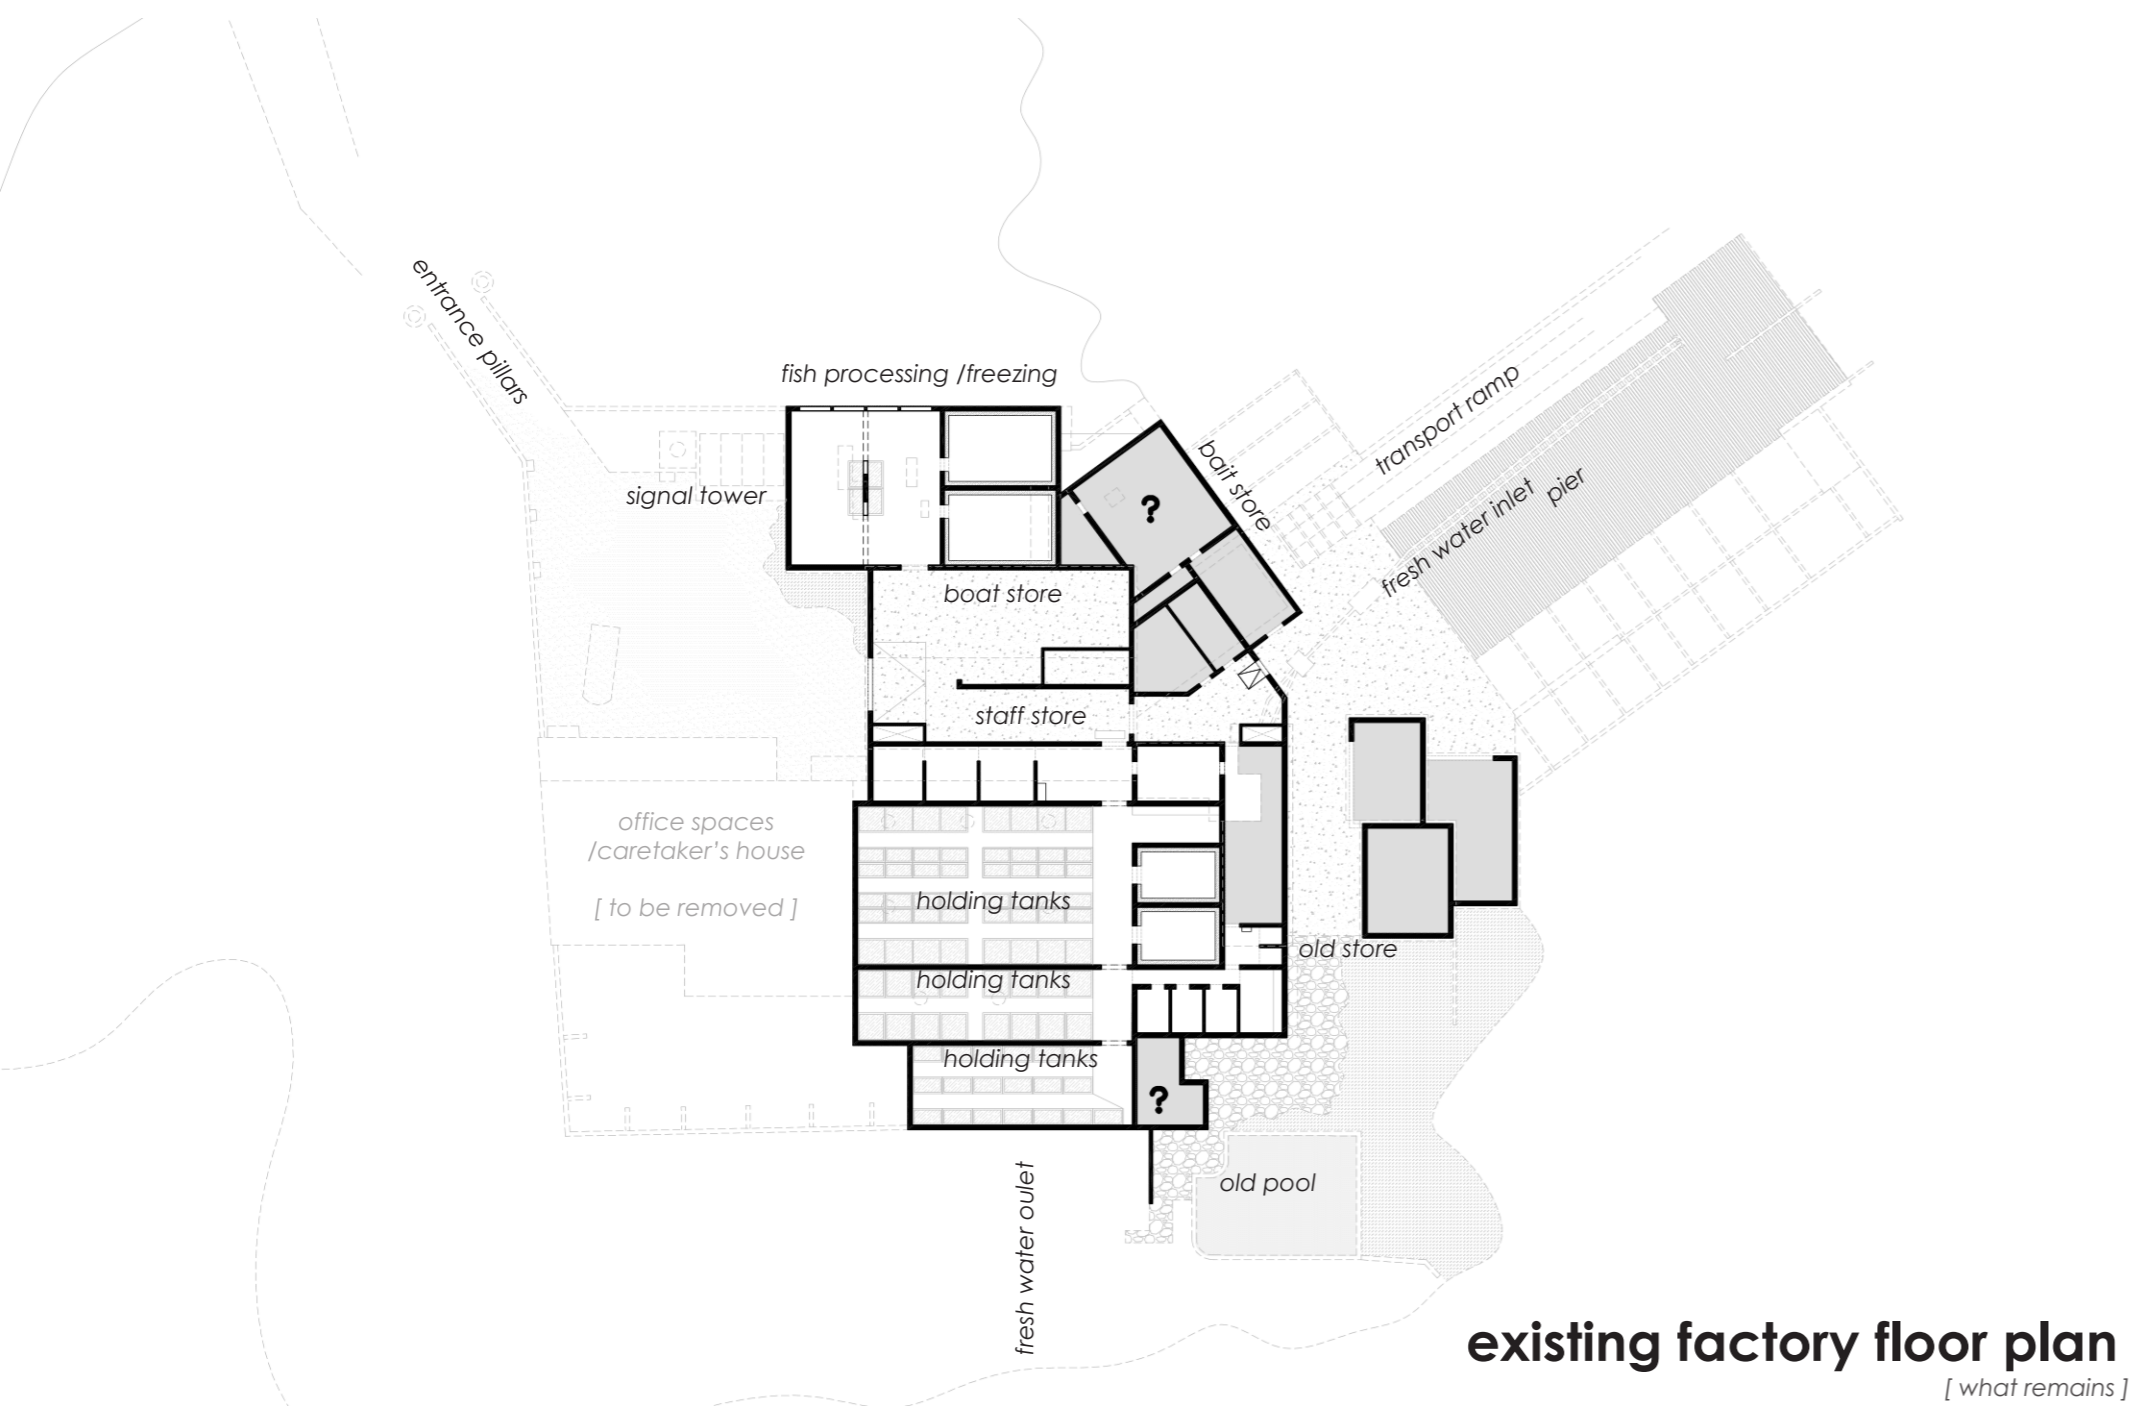 entrance pillars
fish processing /freezing
signal tower
bait store
?
transport ramp
fresh water inlet
pier
boat store
staff store
office spaces
/caretaker's house
[ to be removed ]
holding tanks
holding tanks
holding tanks
old store
?
old pool
fresh water oulet
existing factory floor plan
[ what remains ]